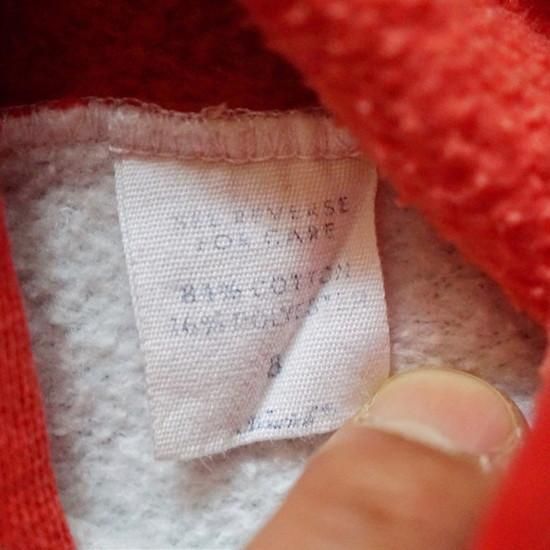 SEE REVERSE
FOR CARE
84% COTTON
16% POLYESTER
8